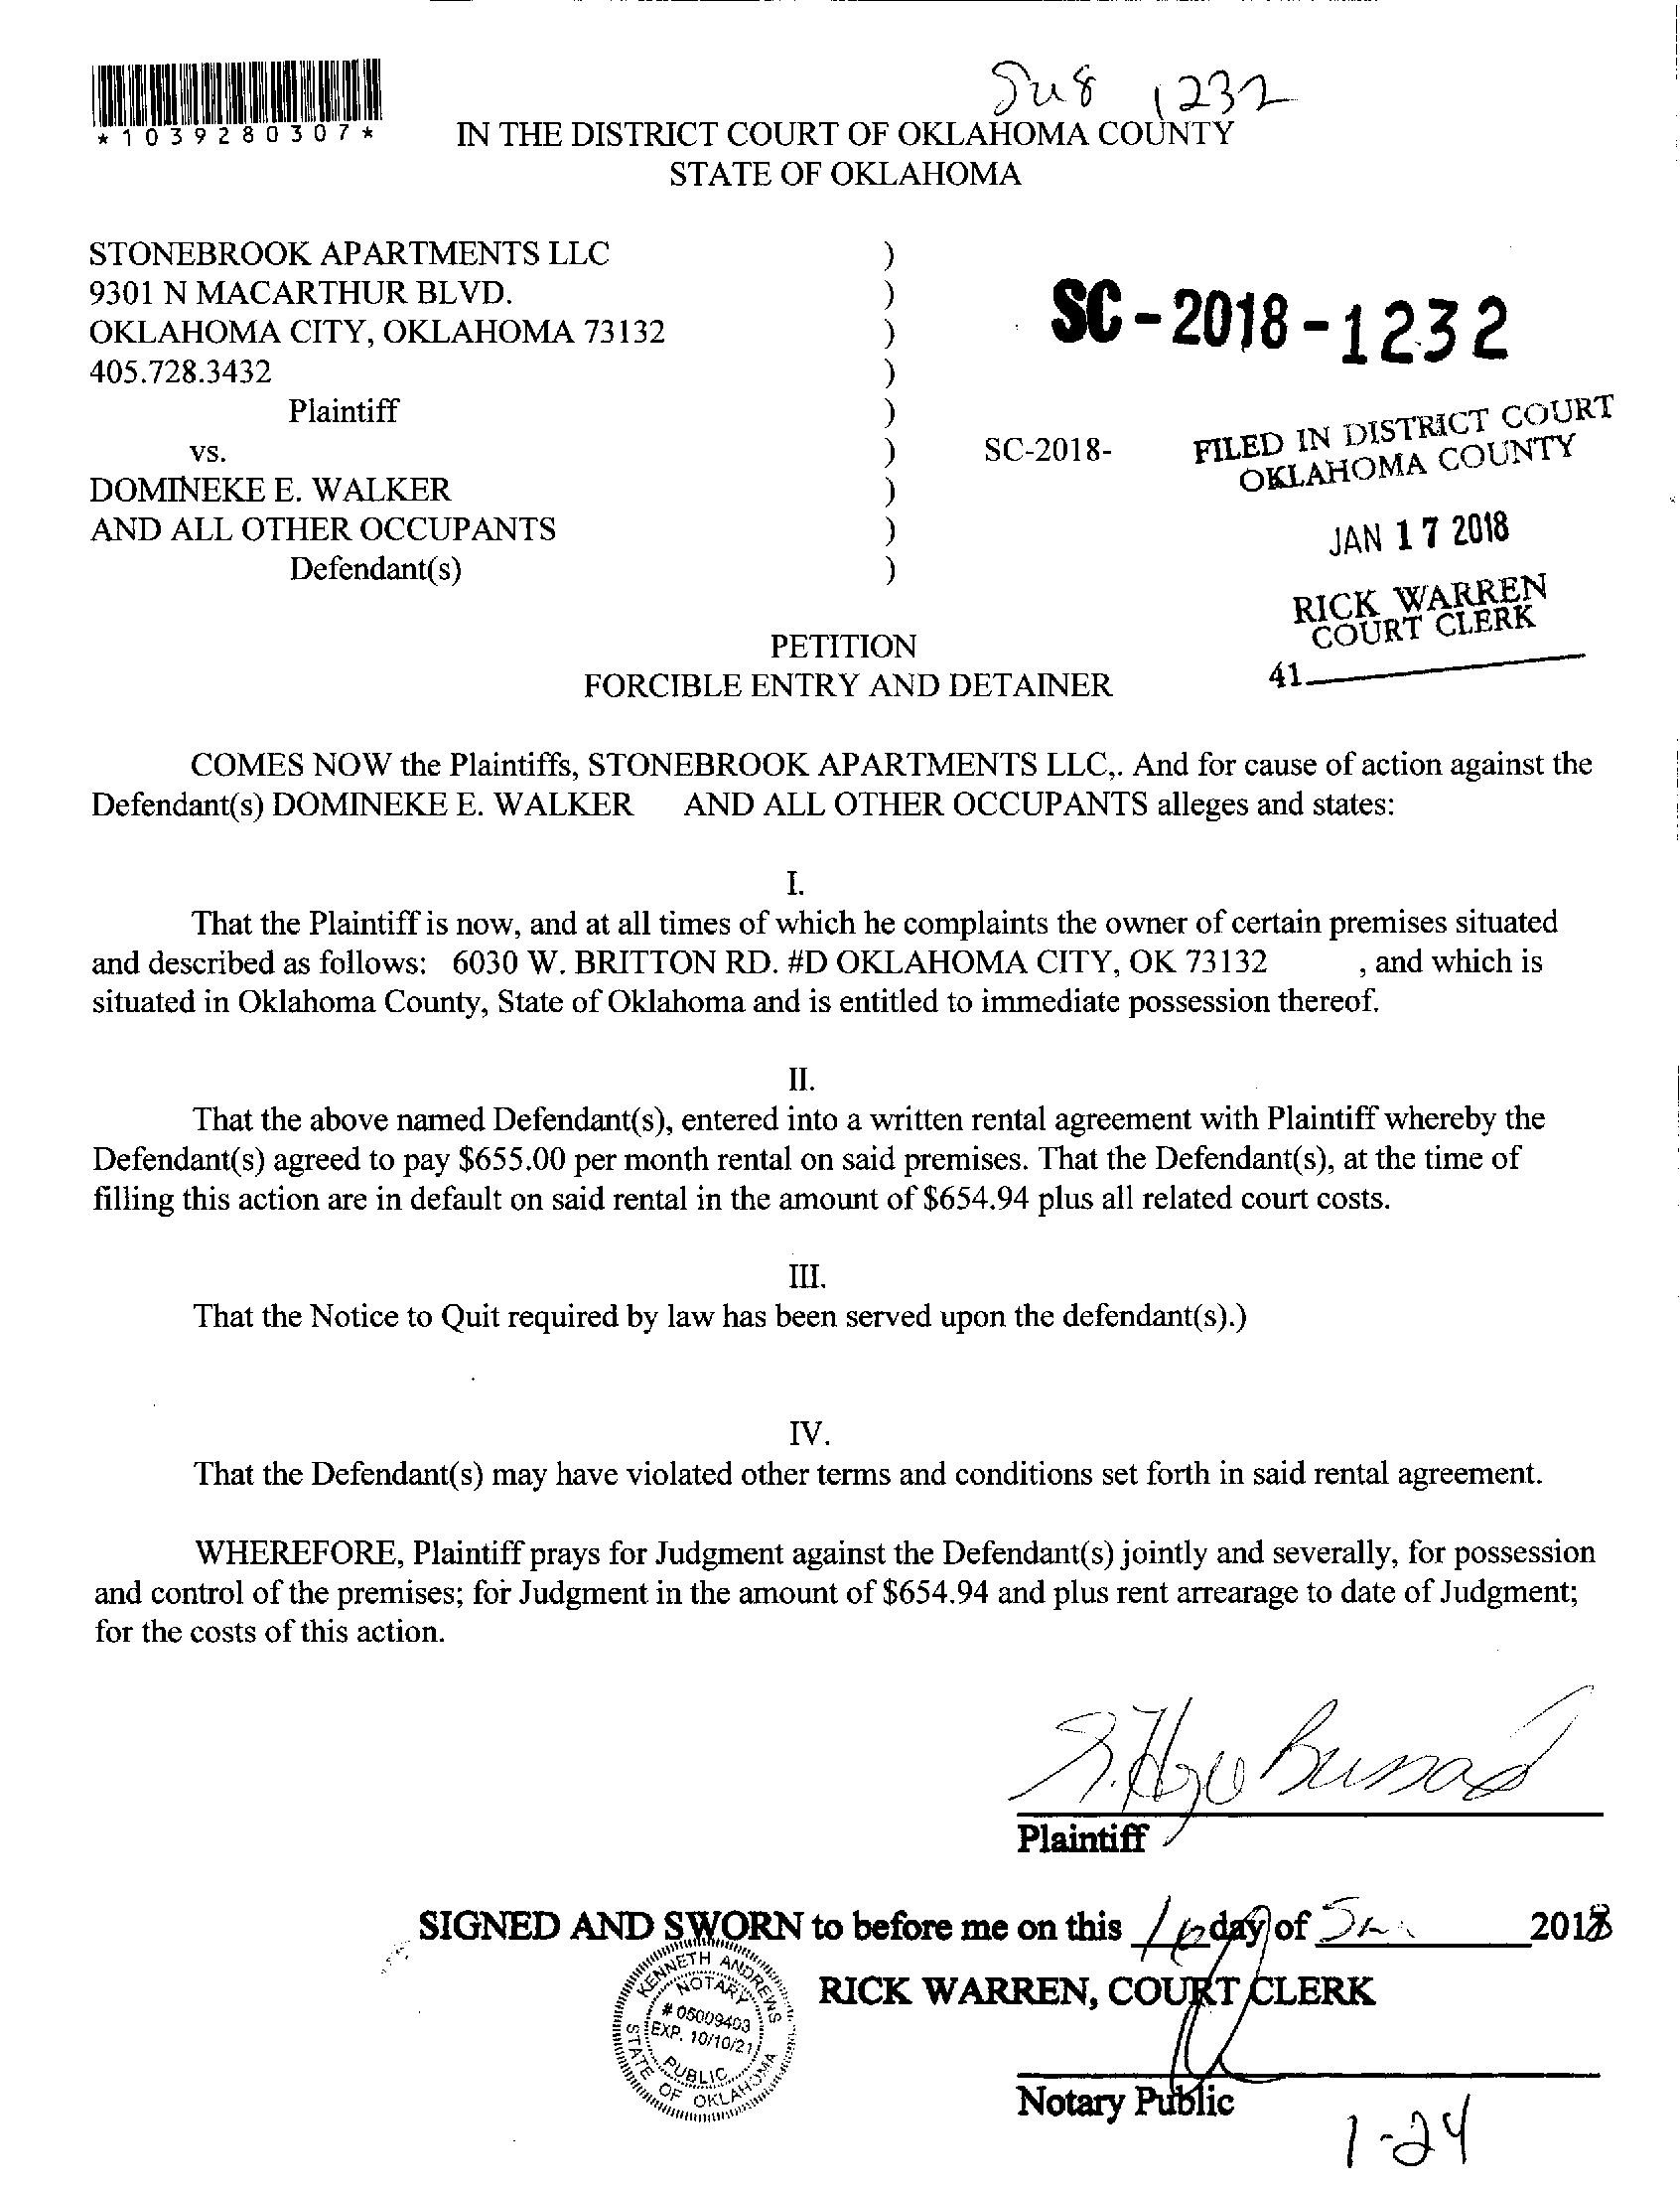 1232
*1039280307*
IN THE DISTRICT COURT OF OKLAHOMA COUNTY
STATE OF OKLAHOMA
STONEBROOK APARTMENTS LLC )
9301 N MACARTHUR BLVD. )
OKLAHOMA CITY, OKLAHOMA 73132 )
405.728.3432 )
Plaintiff )
vs. )
DOMINEKE E. WALKER )
AND ALL OTHER OCCUPANTS )
Defendant(s) )
SC-2018-1232
SC-2018-
FILED IN DISTRICT COURT
OKLAHOMA COUNTY
JAN 17 2018
RICK WARREN
COURT CLERK
41
PETITION
FORCIBLE ENTRY AND DETAINER
COMES NOW the Plaintiffs, STONEBROOK APARTMENTS LLC,. And for cause of action against the
Defendant(s) DOMINEKE E. WALKER AND ALL OTHER OCCUPANTS alleges and states:
I.
That the Plaintiff is now, and at all times of which he complaints the owner of certain premises situated
and described as follows: 6030 W. BRITTON RD. #D OKLAHOMA CITY, OK 73132 , and which is
situated in Oklahoma County, State of Oklahoma and is entitled to immediate possession thereof.
II.
That the above named Defendant(s), entered into a written rental agreement with Plaintiff whereby the
Defendant(s) agreed to pay $655.00 per month rental on said premises. That the Defendant(s), at the time of
filling this action are in default on said rental in the amount of $654.94 plus all related court costs.
III.
That the Notice to Quit required by law has been served upon the defendant(s).)
IV.
That the Defendant(s) may have violated other terms and conditions set forth in said rental agreement.
WHEREFORE, Plaintiff prays for Judgment against the Defendant(s) jointly and severally, for possession
and control of the premises; for Judgment in the amount of $654.94 and plus rent arrearage to date of Judgment;
for the costs of this action.
Plaintiff
SIGNED AND SWORN to before me on this 16 day of Jan 2018
KENNETH ANDREWS
NOTARY
# 05009403
EXP. 10/10/21
PUBLIC
STATE OF OKLAHOMA
RICK WARREN, COURT CLERK
Notary Public
1-24